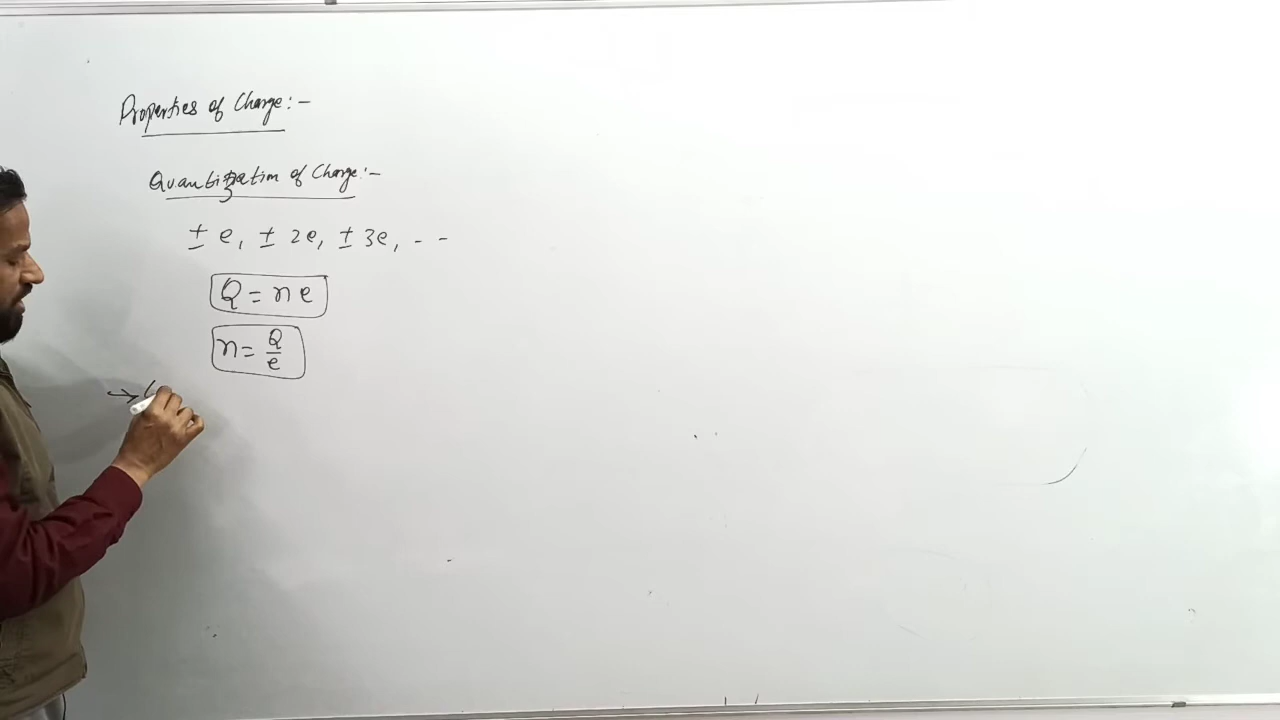 Properties of Charge:-
Quantization of Charge:-
± e, ± 2e, ± 3e, - -
Q = n e
n = Q/e
→